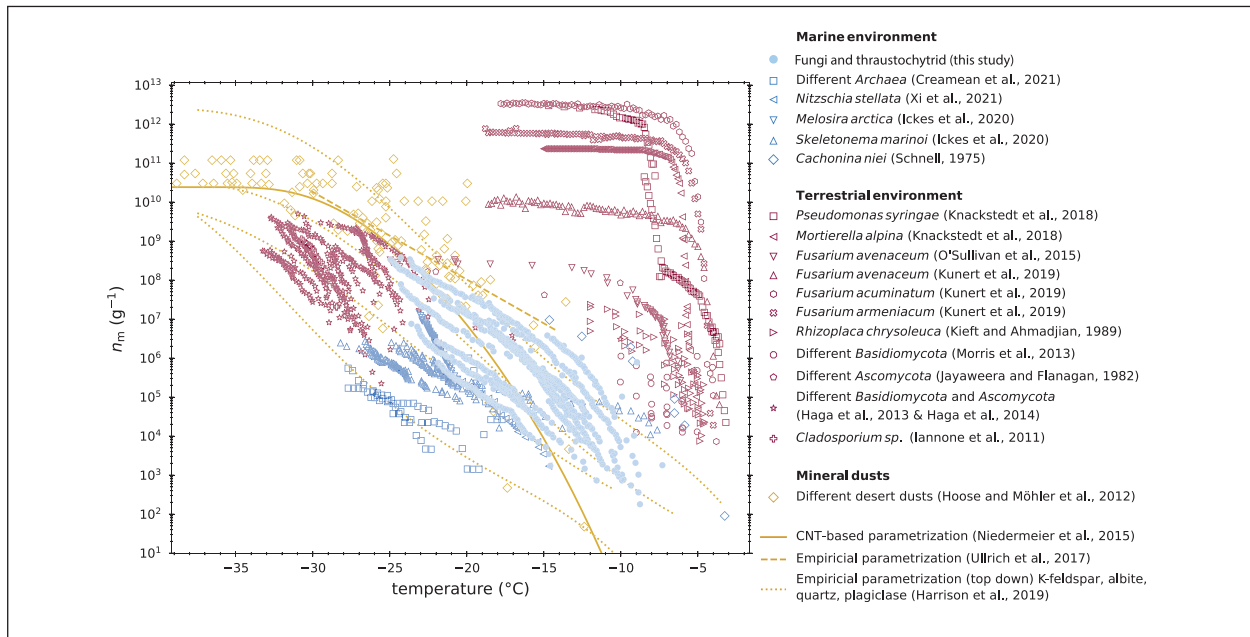 Marine environment
Fungi and thraustochytrid (this study)
Different Archaea (Creamean et al., 2021)
Nitzschia stellata (Xi et al., 2021)
Melosira arctica (Ickes et al., 2020)
Skeletonema marinoi (Ickes et al., 2020)
Cachonina niei (Schnell, 1975)
Terrestrial environment
Pseudomonas syringae (Knackstedt et al., 2018)
Mortierella alpina (Knackstedt et al., 2018)
Fusarium avenaceum (O'Sullivan et al., 2015)
Fusarium avenaceum (Kunert et al., 2019)
Fusarium acuminatum (Kunert et al., 2019)
Fusarium armeniacum (Kunert et al., 2019)
Rhizoplaca chrysoleuca (Kieft and Ahmadjian, 1989)
Different Basidiomycota (Morris et al., 2013)
Different Ascomycota (Jayaweera and Flanagan, 1982)
Different Basidiomycota and Ascomycota
(Haga et al., 2013 & Haga et al., 2014)
Cladosporium sp. (Iannone et al., 2011)
Mineral dusts
Different desert dusts (Hoose and Möhler et al., 2012)
CNT-based parametrization (Niedermeier et al., 2015)
Empiricial parametrization (Ullrich et al., 2017)
Empiricial parametrization (top down) K-feldspar, albite,
quartz, plagiclase (Harrison et al., 2019)
n_m (g⁻¹)
10¹³
10¹²
10¹¹
10¹⁰
10⁹
10⁸
10⁷
10⁶
10⁵
10⁴
10³
10²
10¹
−35 −30 −25 −20 −15 −10 −5
temperature (°C)